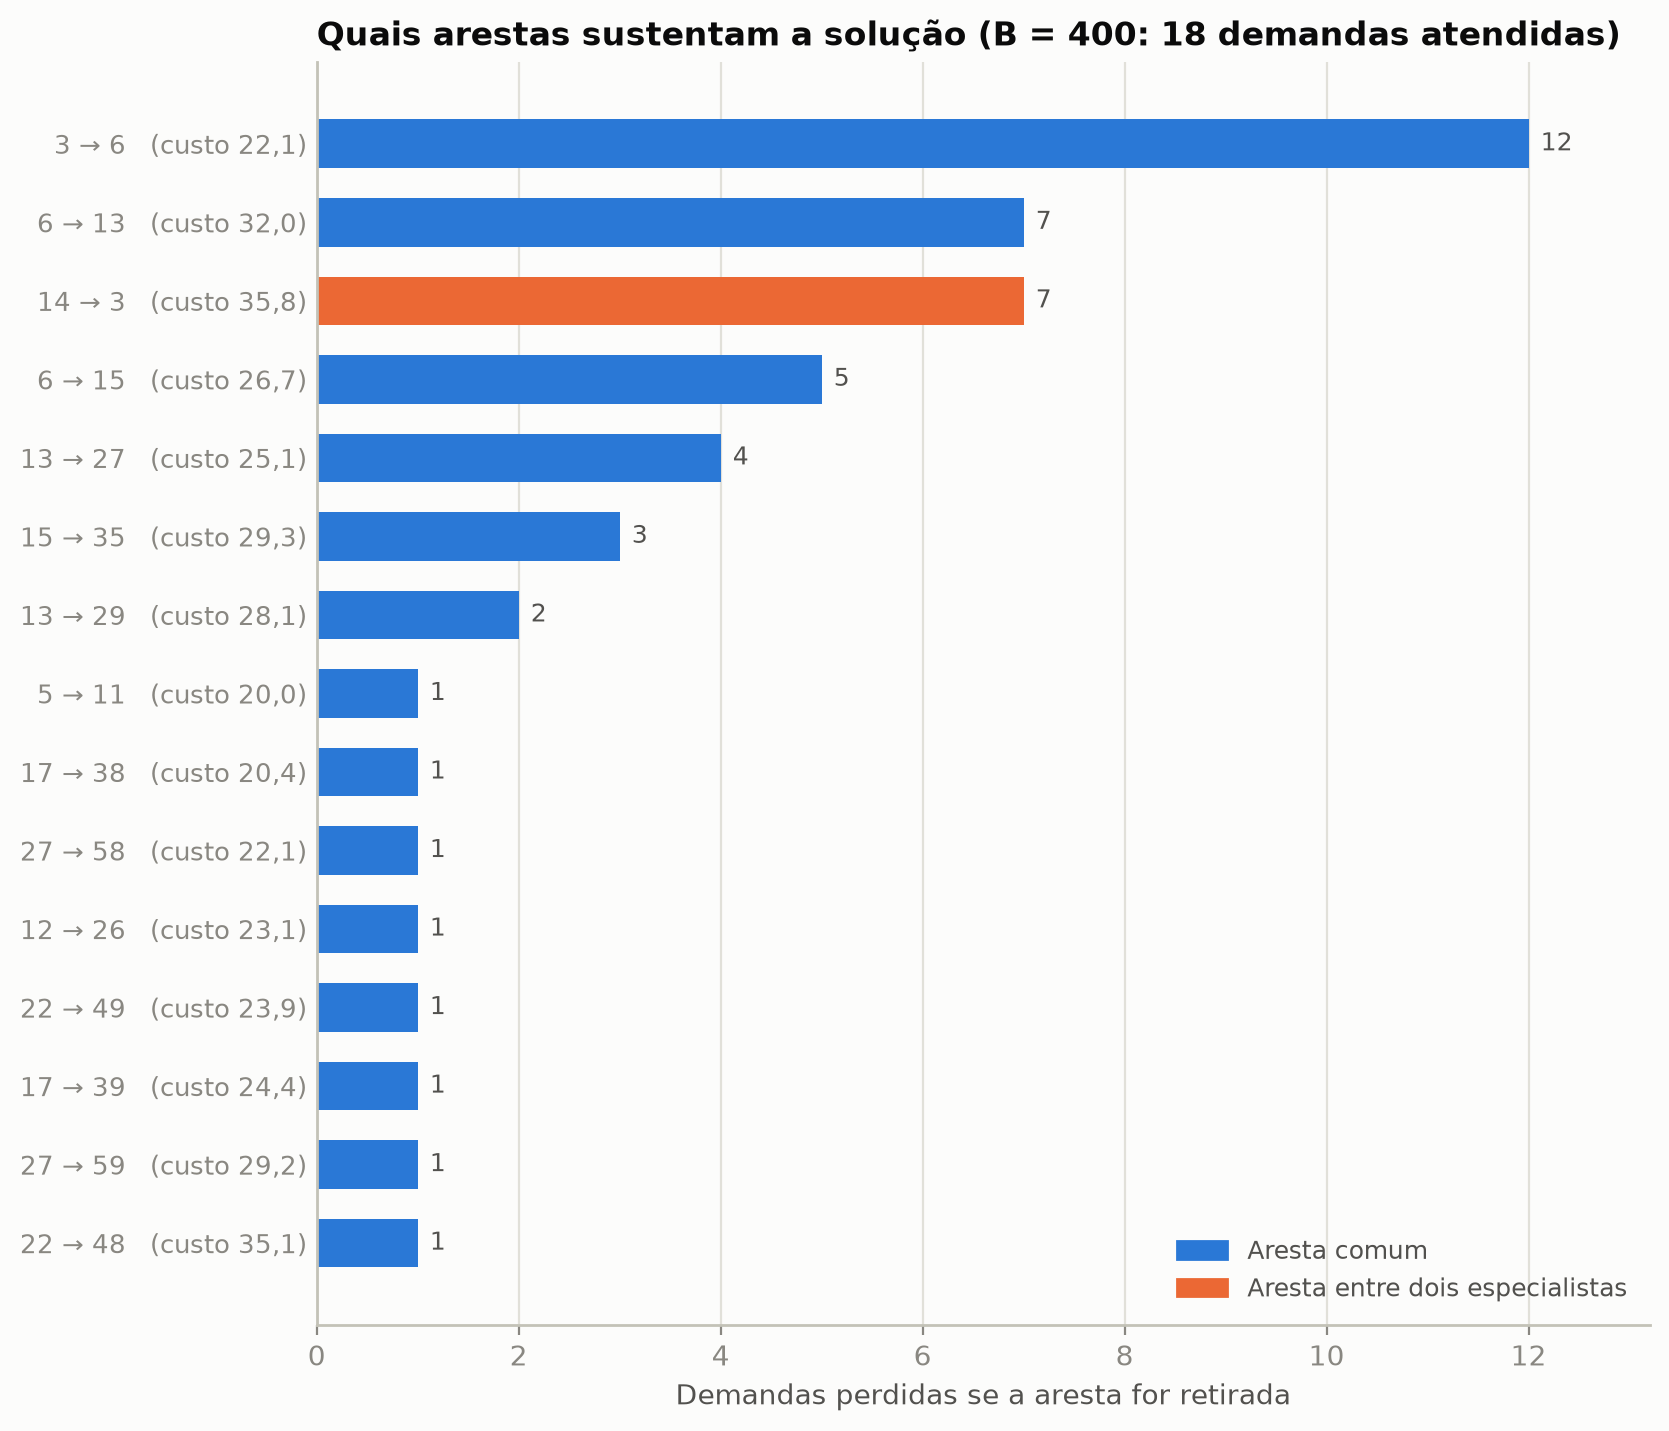 Quais arestas sustentam a solução (B = 400: 18 demandas atendidas)
3 → 6 (custo 22,1) 12
6 → 13 (custo 32,0) 7
14 → 3 (custo 35,8) 7
6 → 15 (custo 26,7) 5
13 → 27 (custo 25,1) 4
15 → 35 (custo 29,3) 3
13 → 29 (custo 28,1) 2
5 → 11 (custo 20,0) 1
17 → 38 (custo 20,4) 1
27 → 58 (custo 22,1) 1
12 → 26 (custo 23,1) 1
22 → 49 (custo 23,9) 1
17 → 39 (custo 24,4) 1
27 → 59 (custo 29,2) 1
22 → 48 (custo 35,1) 1
Aresta comum
Aresta entre dois especialistas
0 2 4 6 8 10 12
Demandas perdidas se a aresta for retirada